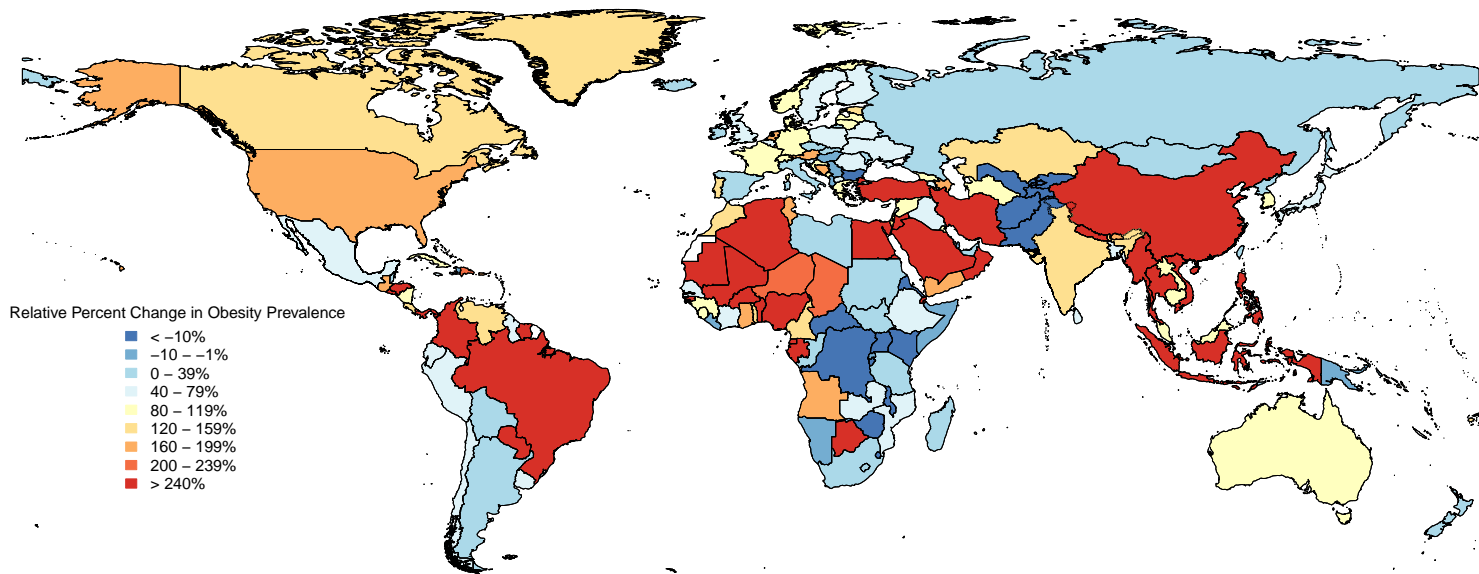 Relative Percent Change in Obesity Prevalence
< −10%
−10 − −1%
0 − 39%
40 − 79%
80 − 119%
120 − 159%
160 − 199%
200 − 239%
> 240%